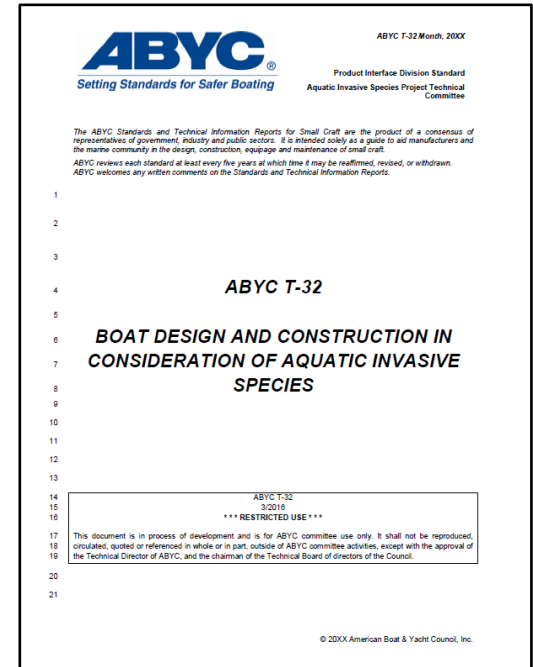 ABYC T-32 Month, 20XX
ABYC®
Setting Standards for Safer Boating
Product Interface Division Standard
Aquatic Invasive Species Project Technical
Committee
The ABYC Standards and Technical Information Reports for Small Craft are the product of a consensus of
representatives of government, industry and public sectors. It is intended solely as a guide to aid manufacturers and
the marine community in the design, construction, equipage and maintenance of small craft.
ABYC reviews each standard at least every five years at which time it may be reaffirmed, revised, or withdrawn.
ABYC welcomes any written comments on the Standards and Technical Information Reports.
1
2
3
4 ABYC T-32
5
6 BOAT DESIGN AND CONSTRUCTION IN
7 CONSIDERATION OF AQUATIC INVASIVE
8 SPECIES
9
10
11
12
13
14 ABYC T-32
15 3/2016
16 * * * RESTRICTED USE * * *
17 This document is in process of development and is for ABYC committee use only. It shall not be reproduced,
18 circulated, quoted or referenced in whole or in part, outside of ABYC committee activities, except with the approval of
19 the Technical Director of ABYC, and the chairman of the Technical Board of directors of the Council.
20
21
© 20XX American Boat & Yacht Council, Inc.